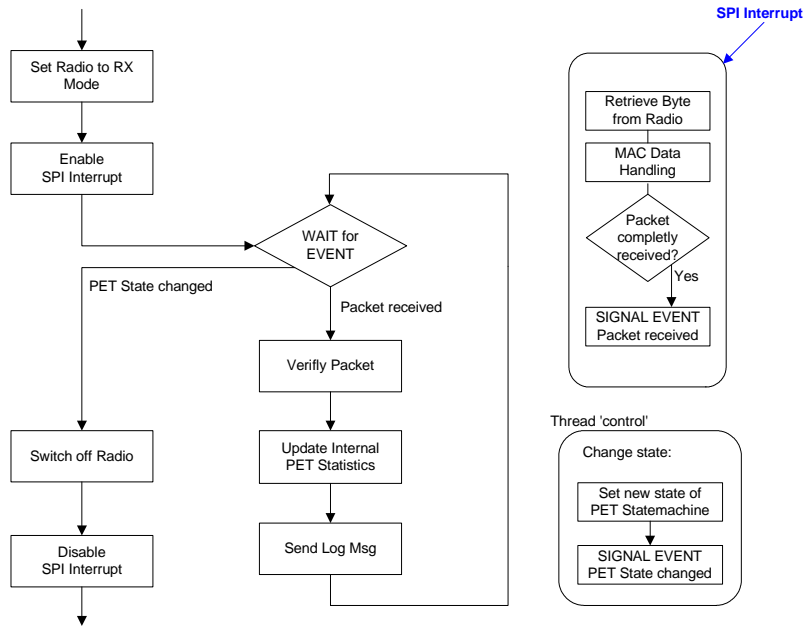 SPI Interrupt
Set Radio to RX
Mode
Enable
SPI Interrupt
WAIT for
EVENT
PET State changed
Packet received
Verifly Packet
Update Internal
PET Statistics
Send Log Msg
Switch off Radio
Disable
SPI Interrupt
Retrieve Byte
from Radio
MAC Data
Handling
Packet
completly
received?
Yes
SIGNAL EVENT
Packet received
Thread 'control'
Change state:
Set new state of
PET Statemachine
SIGNAL EVENT
PET State changed